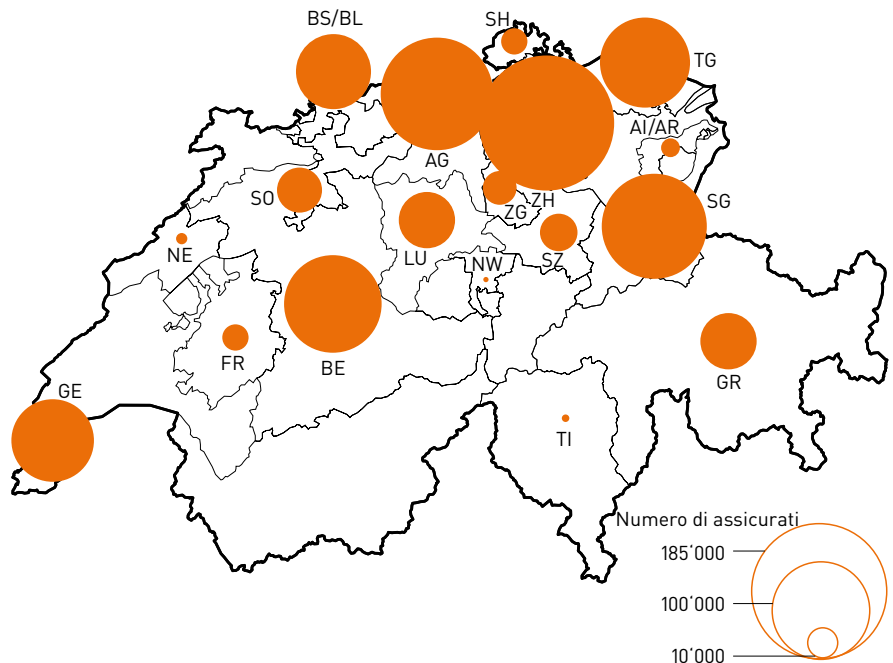 BS/BL
SH
TG
AI/AR
AG
SO
ZH
ZG
SG
LU
NE
NW
SZ
FR
BE
GR
GE
TI
Numero di assicurati
185‘000
100‘000
10‘000